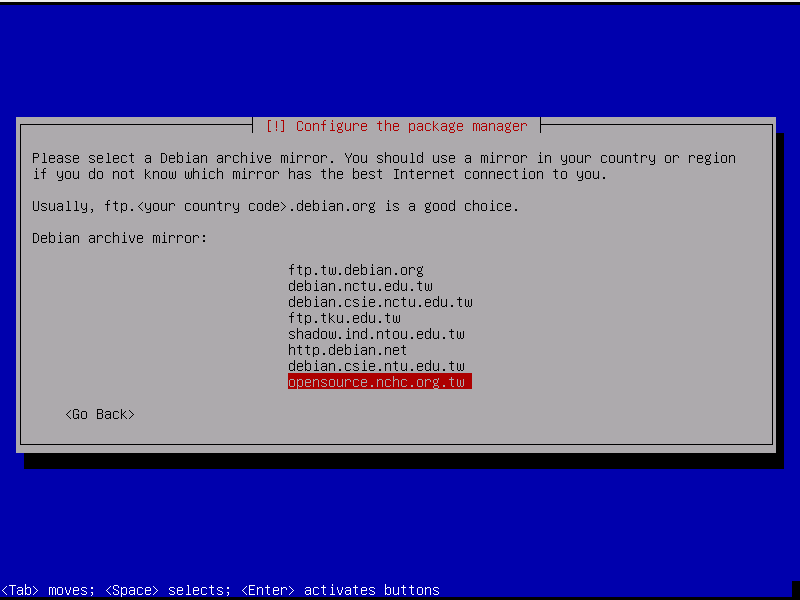 [!] Configure the package manager
Please select a Debian archive mirror. You should use a mirror in your country or region
if you do not know which mirror has the best Internet connection to you.
Usually, ftp.<your country code>.debian.org is a good choice.
Debian archive mirror:
ftp.tw.debian.org
debian.nctu.edu.tw
debian.csie.nctu.edu.tw
ftp.tku.edu.tw
shadow.ind.ntou.edu.tw
http.debian.net
debian.csie.ntu.edu.tw
opensource.nchc.org.tw
<Go Back>
<Tab> moves; <Space> selects; <Enter> activates buttons